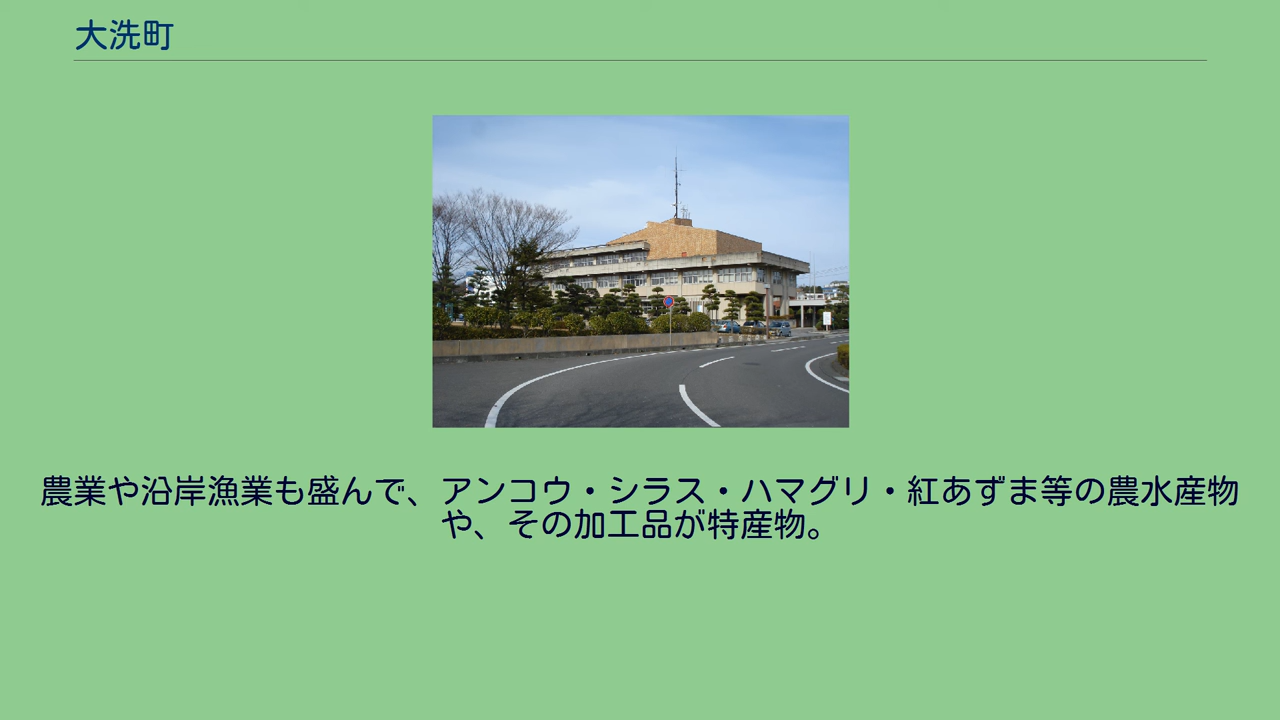 大洗町
農業や沿岸漁業も盛んで、アンコウ・シラス・ハマグリ・紅あずま等の農水産物
や、その加工品が特産物。